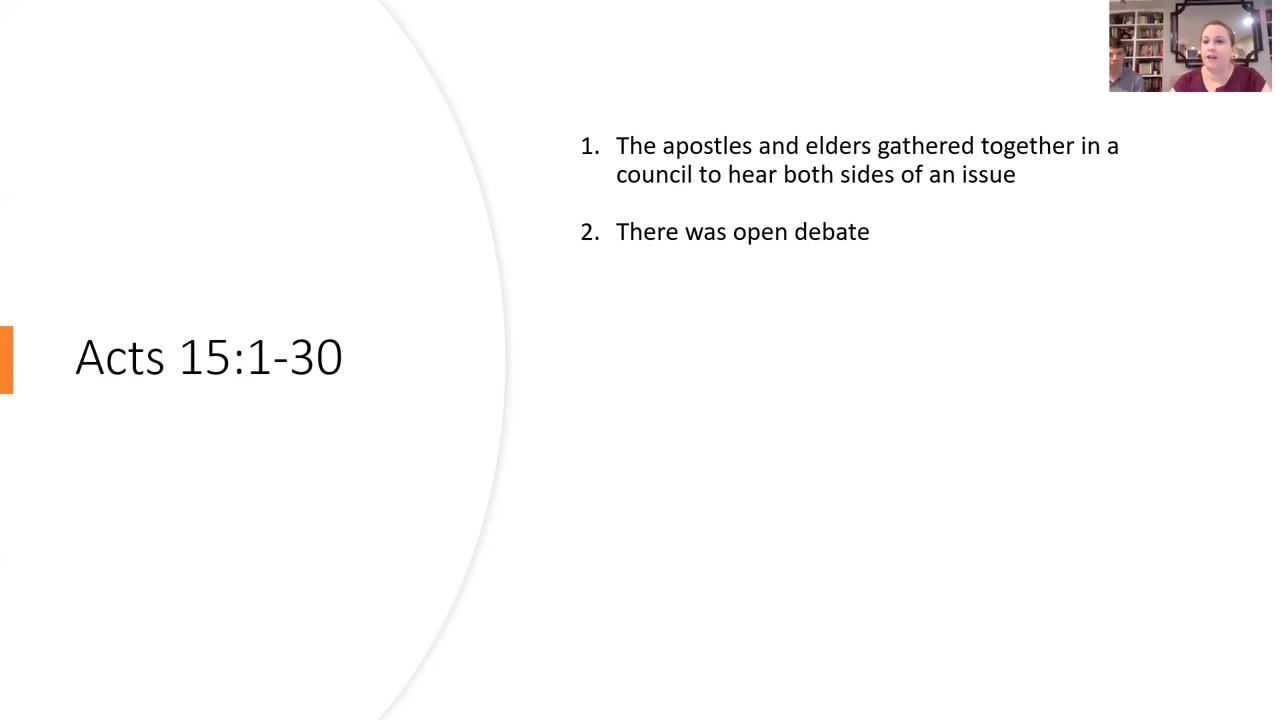 Acts 15:1-30
1. The apostles and elders gathered together in a
council to hear both sides of an issue
2. There was open debate